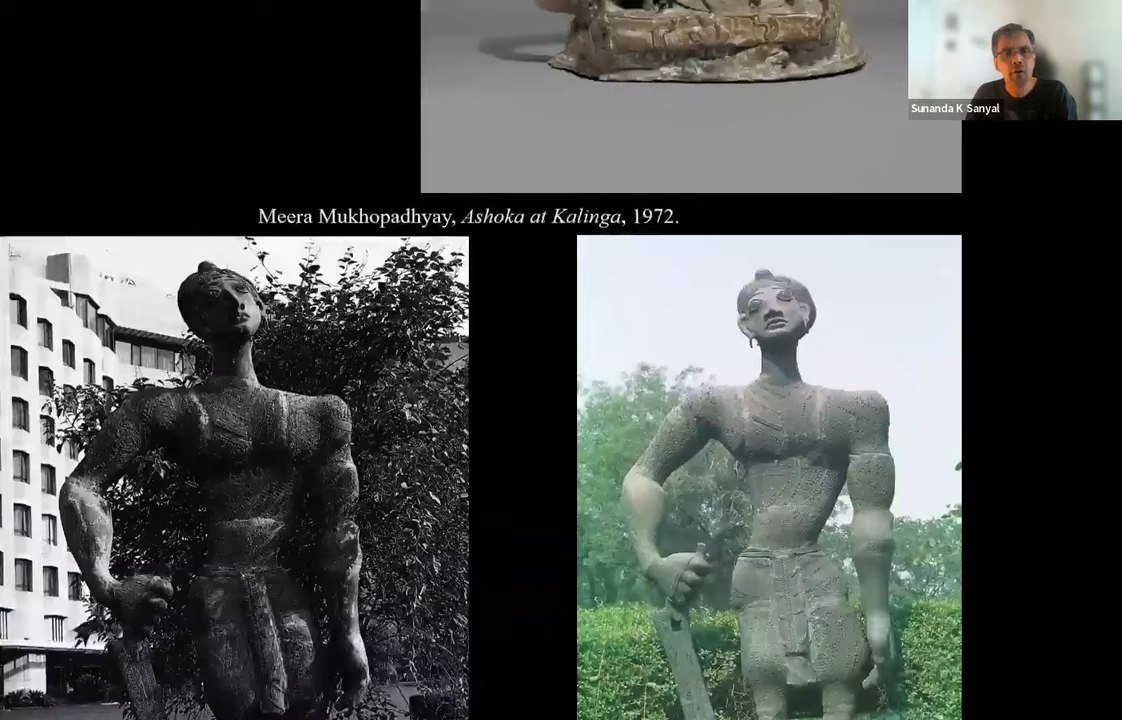 Sunanda K Sanyal
Meera Mukhopadhyay, Ashoka at Kalinga, 1972.